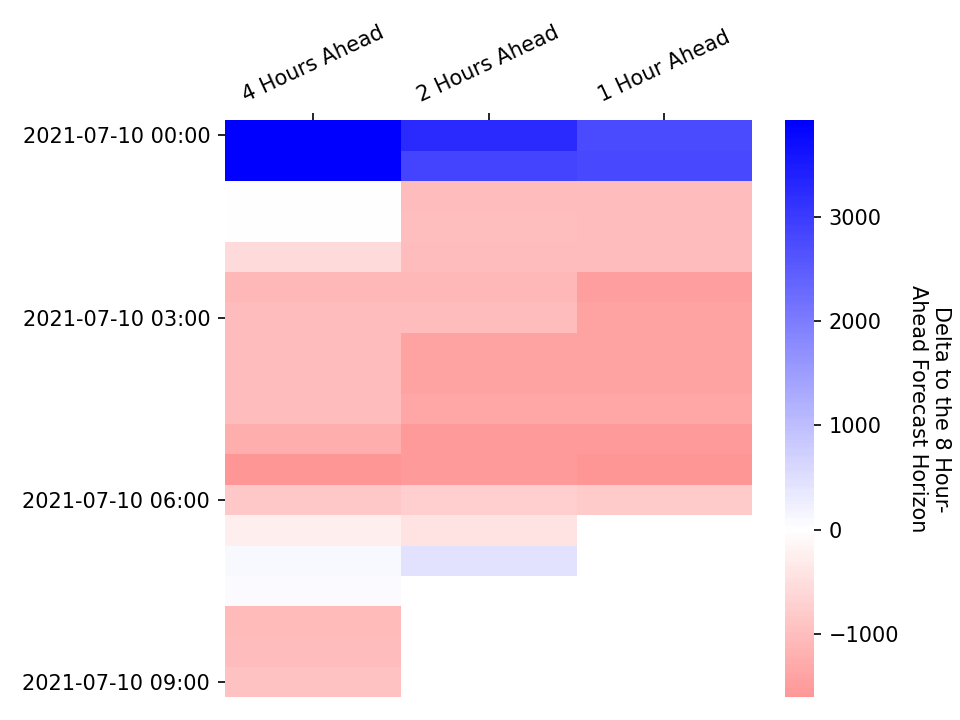 4 Hours Ahead
2 Hours Ahead
1 Hour Ahead
2021-07-10 00:00
2021-07-10 03:00
2021-07-10 06:00
2021-07-10 09:00
3000
2000
1000
0
−1000
Delta to the 8 Hour-
Ahead Forecast Horizon